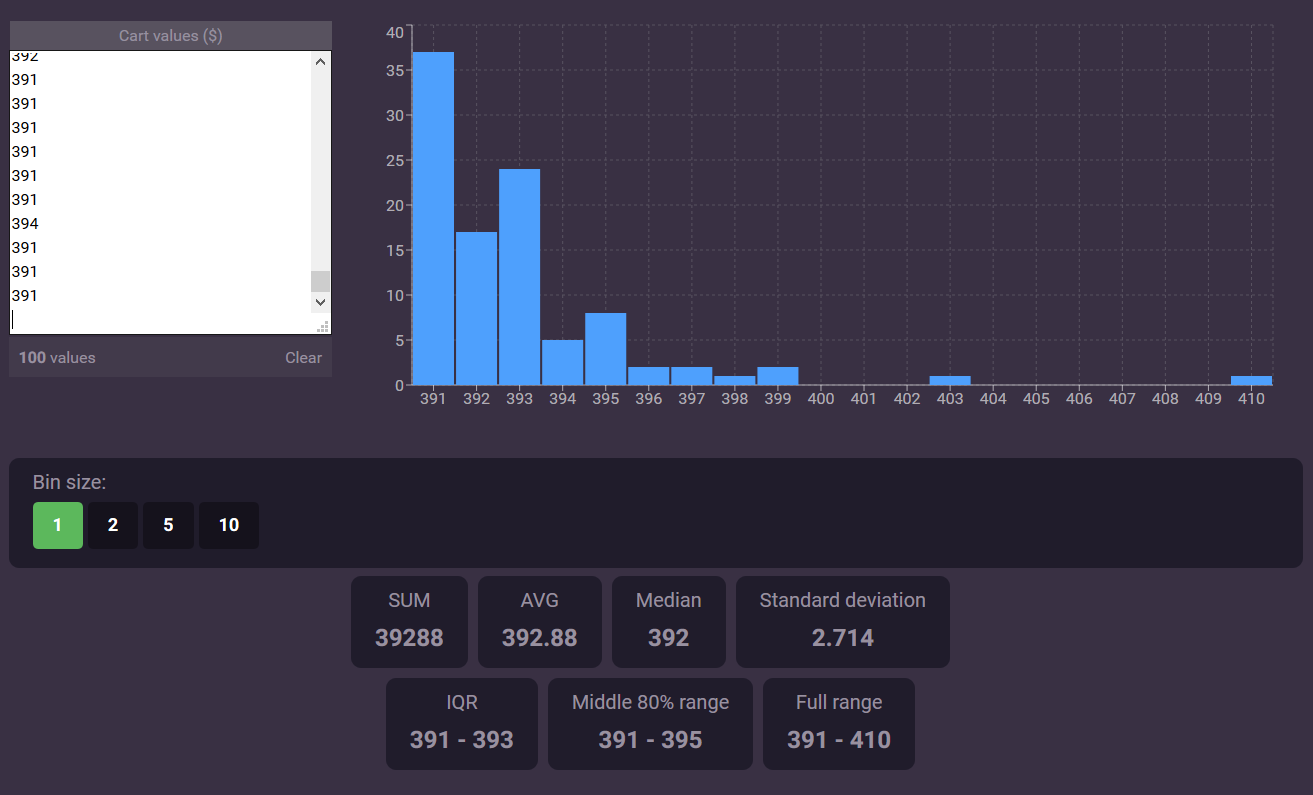 Cart values ($)
392
391
391
391
391
391
391
394
391
391
391
100 values Clear
40
35
30
25
20
15
10
5
0
391 392 393 394 395 396 397 398 399 400 401 402 403 404 405 406 407 408 409 410
Bin size:
1 2 5 10
SUM AVG Median Standard deviation
39288 392.88 392 2.714
IQR Middle 80% range Full range
391 - 393 391 - 395 391 - 410